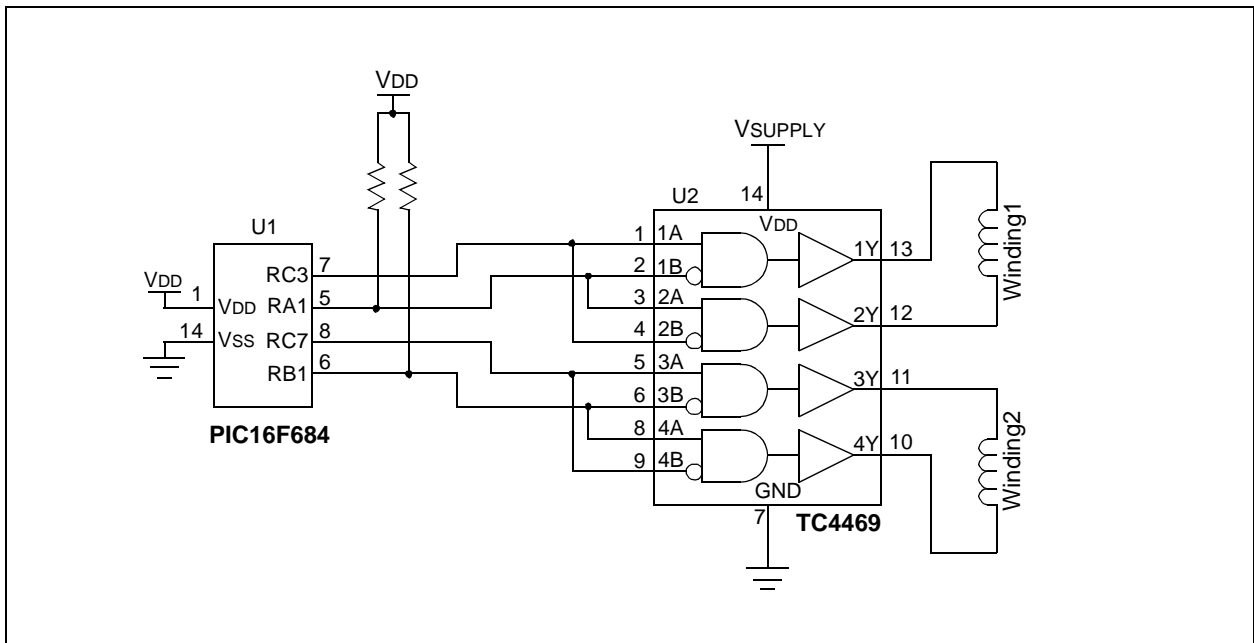 VDD
VSUPPLY
U1
VDD
1
VDD
14
VSS
RC3
7
RA1
5
RC7
8
RB1
6
PIC16F684
U2
14
VDD
1
1A
2
1B
3
2A
4
2B
5
3A
6
3B
8
4A
9
4B
1Y
13
2Y
12
3Y
11
4Y
10
GND
7
TC4469
Winding1
Winding2